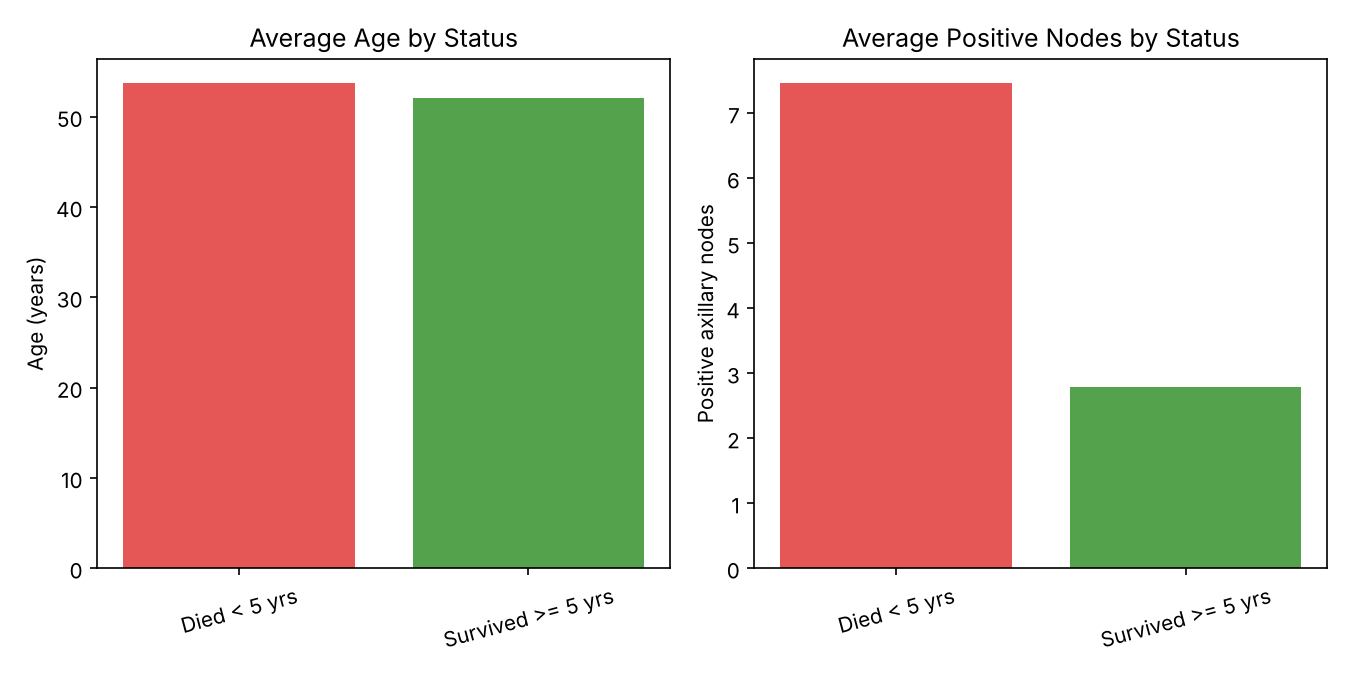 Average Age by Status
Age (years)
50
40
30
20
10
0
Died < 5 yrs
Survived >= 5 yrs
Average Positive Nodes by Status
Positive axillary nodes
7
6
5
4
3
2
1
0
Died < 5 yrs
Survived >= 5 yrs